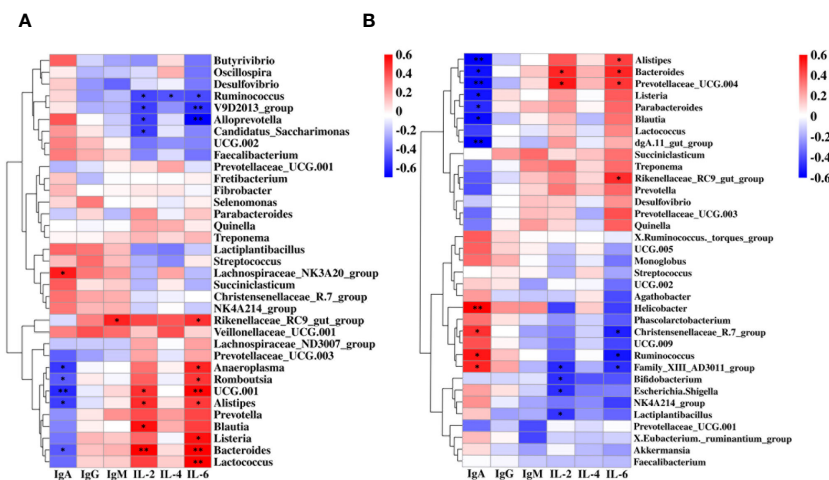 A
Butyrivibrio
Oscillospira
Desulfovibrio
Ruminococcus
V9D2013_group
Alloprevotella
Candidatus_Saccharimonas
UCG.002
Faecalibacterium
Prevotellaceae_UCG.001
Fretibacterium
Fibrobacter
Selenomonas
Parabacteroides
Quinella
Treponema
Lactiplantibacillus
Streptococcus
Lachnospiraceae_NK3A20_group
Succiniclasticum
Christensenellaceae_R.7_group
NK4A214_group
Rikenellaceae_RC9_gut_group
Veillonellaceae_UCG.001
Lachnospiraceae_ND3007_group
Prevotellaceae_UCG.003
Anaeroplasma
Romboutsia
UCG.001
Alistipes
Prevotella
Blautia
Listeria
Bacteroides
Lactococcus
IgA IgG IgM IL-2 IL-4 IL-6
0.6
0.4
0.2
0
-0.2
-0.4
-0.6
B
Alistipes
Bacteroides
Prevotellaceae_UCG.004
Listeria
Parabacteroides
Blautia
Lactococcus
dgA.11_gut_group
Succiniclasticum
Treponema
Rikenellaceae_RC9_gut_group
Prevotella
Desulfovibrio
Prevotellaceae_UCG.003
Quinella
X.Ruminococcus._torques_group
UCG.005
Monoglobus
Streptococcus
UCG.002
Agathobacter
Helicobacter
Phascolarctobacterium
Christensenellaceae_R.7_group
UCG.009
Ruminococcus
Family_XIII_AD3011_group
Bifidobacterium
Escherichia.Shigella
NK4A214_group
Lactiplantibacillus
Prevotellaceae_UCG.001
X.Eubacterium._ruminantium_group
Akkermansia
Faecalibacterium
IgA IgG IgM IL-2 IL-4 IL-6
0.6
0.4
0.2
0
-0.2
-0.4
-0.6